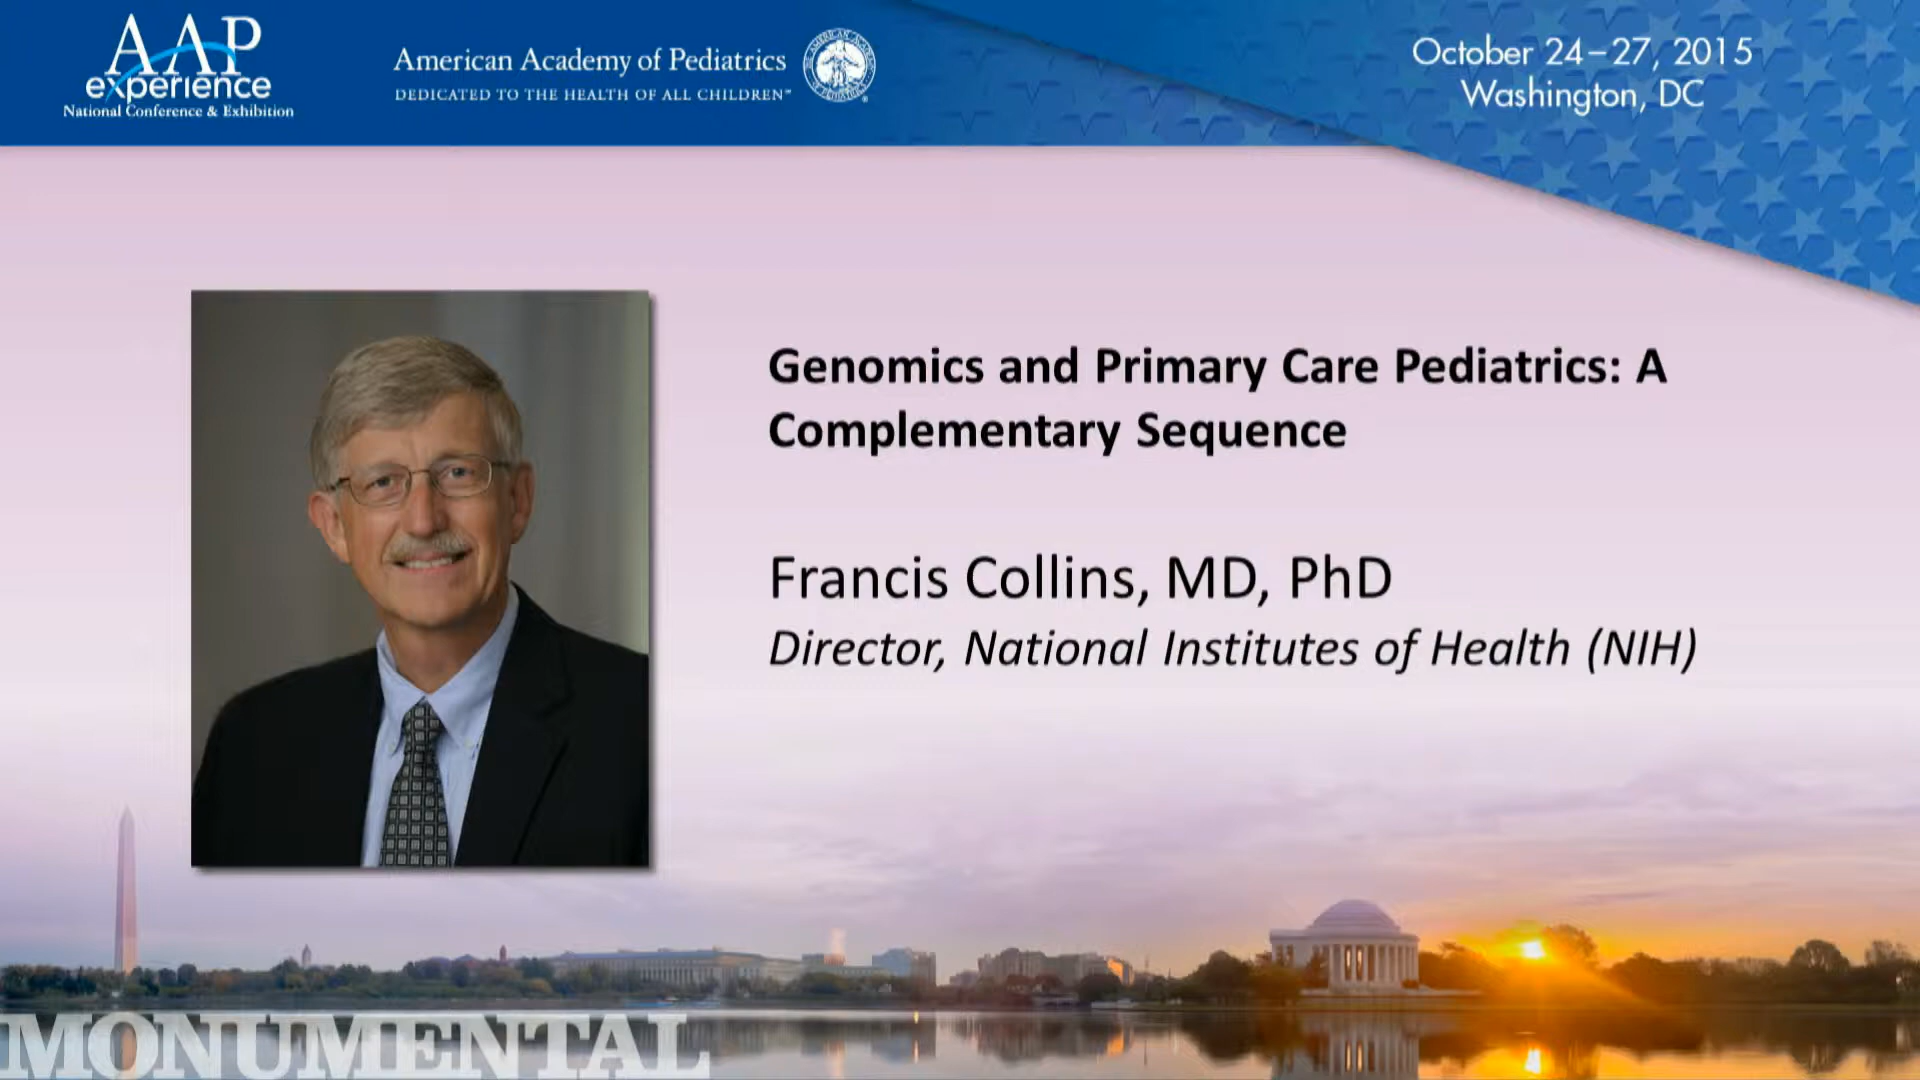 AAP
experience
National Conference & Exhibition
American Academy of Pediatrics
DEDICATED TO THE HEALTH OF ALL CHILDREN™
October 24–27, 2015
Washington, DC
Genomics and Primary Care Pediatrics: A
Complementary Sequence
Francis Collins, MD, PhD
Director, National Institutes of Health (NIH)
MONUMENTAL